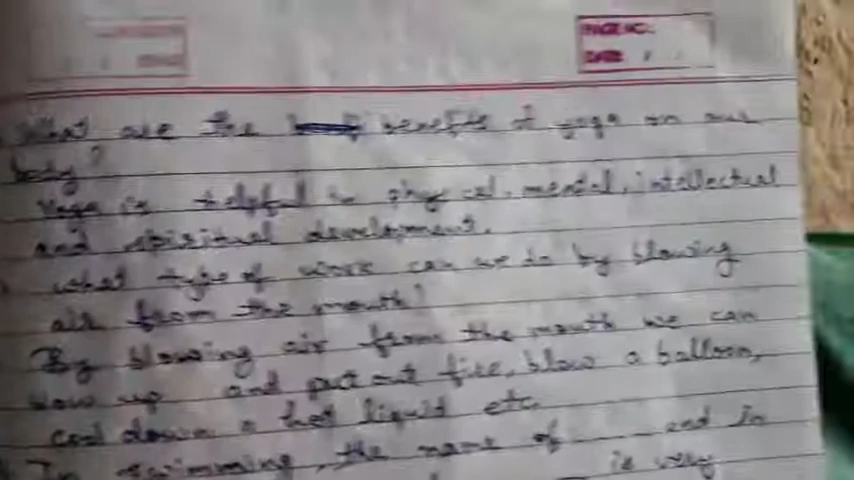 PAGE NO.:
DATE
What are the benefits of yoga on our
body?
Yoga is helpful in physical, mental, intellectual
and spiritual development.
what type of work can we do by blowing
air from the mouth?
By blowing air from the mouth we can
blow up and put out fire, blow a balloon,
cool down a hot liquid etc.
In swimming, the name of and in
is very